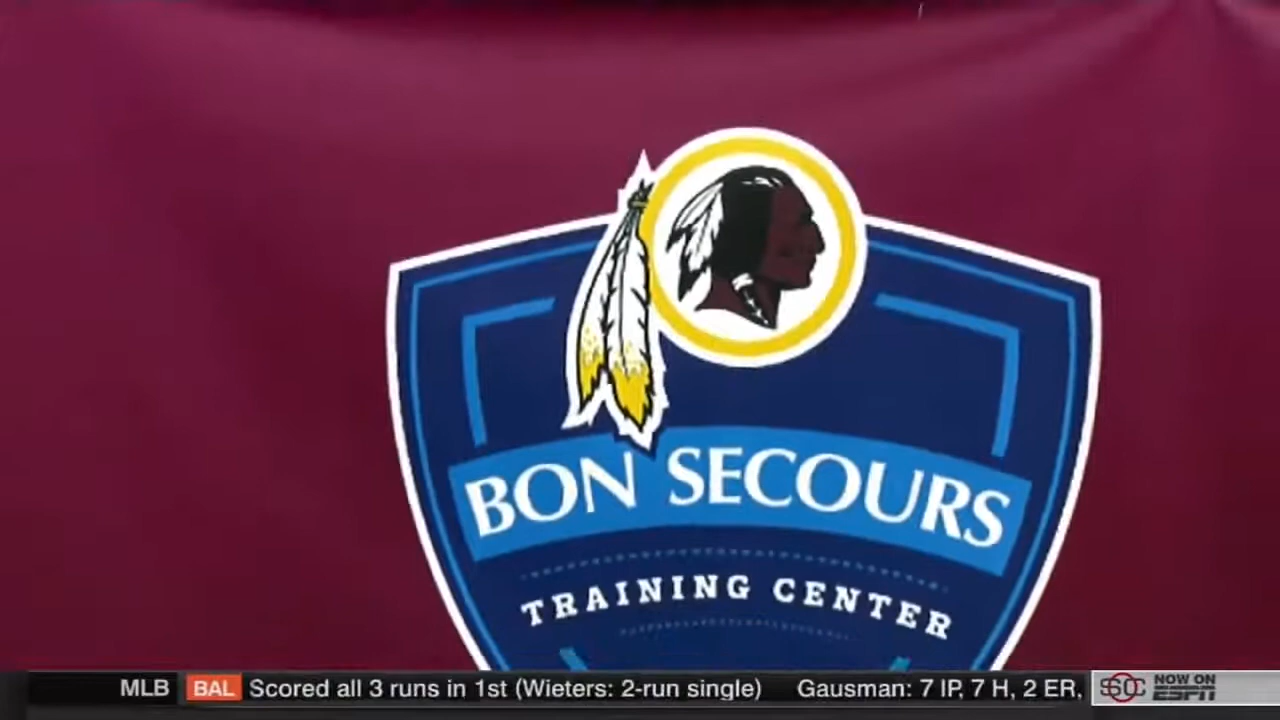 BON SECOURS
TRAINING CENTER
MLB BAL Scored all 3 runs in 1st (Wieters: 2-run single) Gausman: 7 IP, 7 H, 2 ER,
NOW ON
ESPN